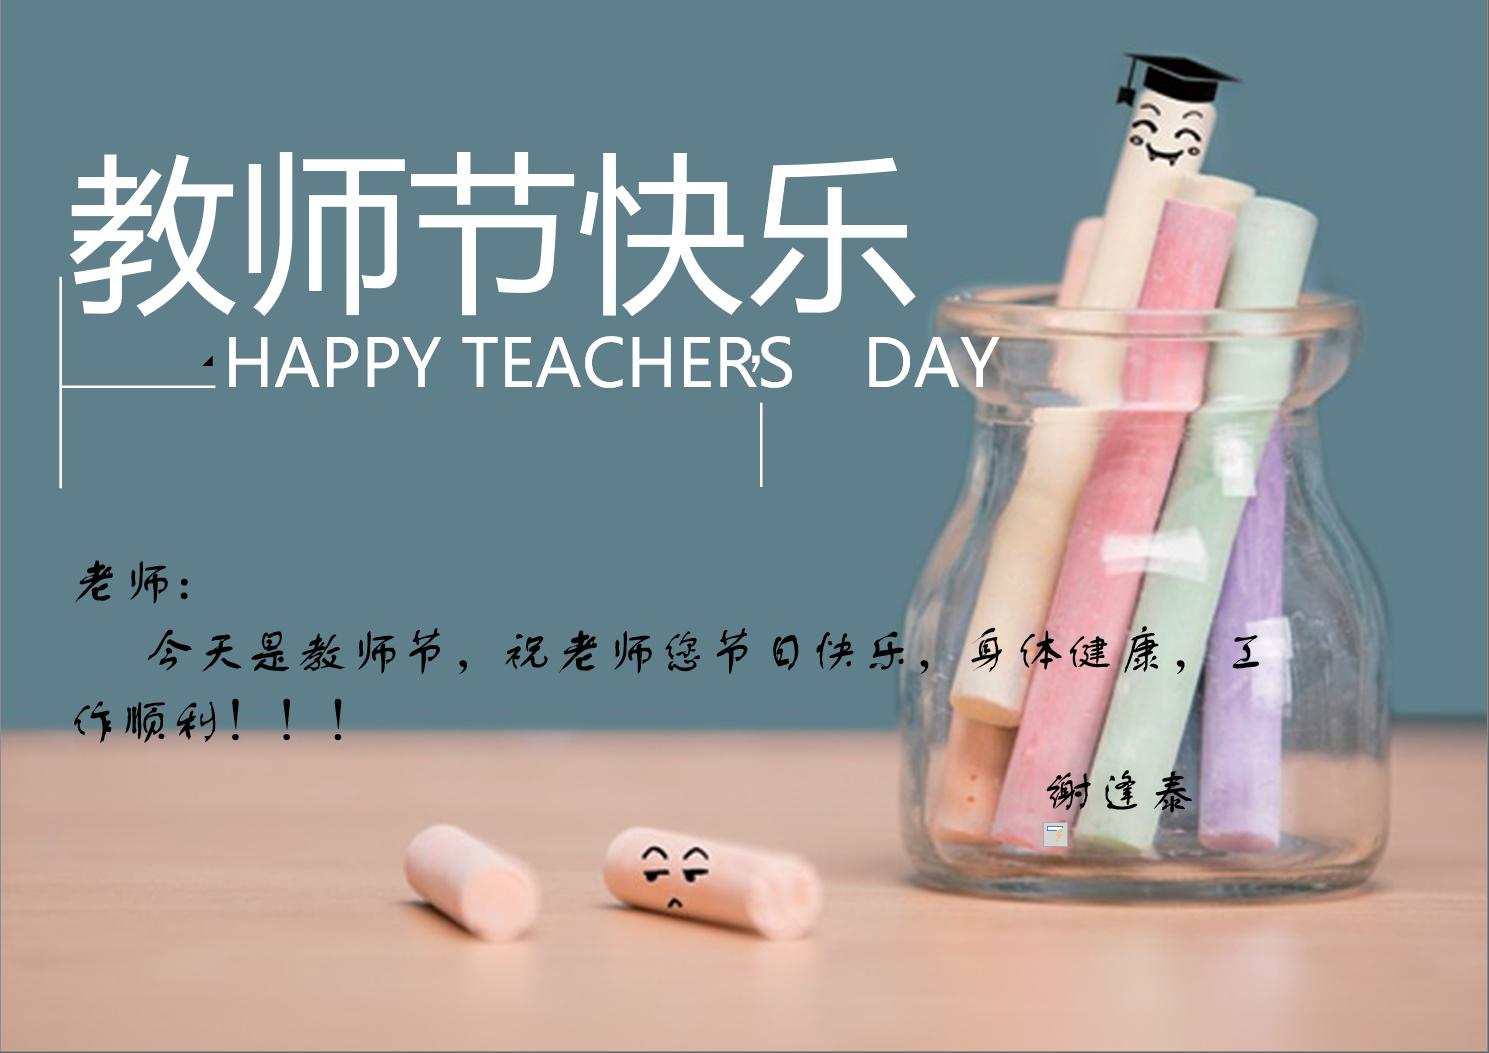 教师节快乐
HAPPY TEACHER'S DAY
老师:
今天是教师节,祝老师您节日快乐,身体健康,工
作顺利!!!
谢逢泰